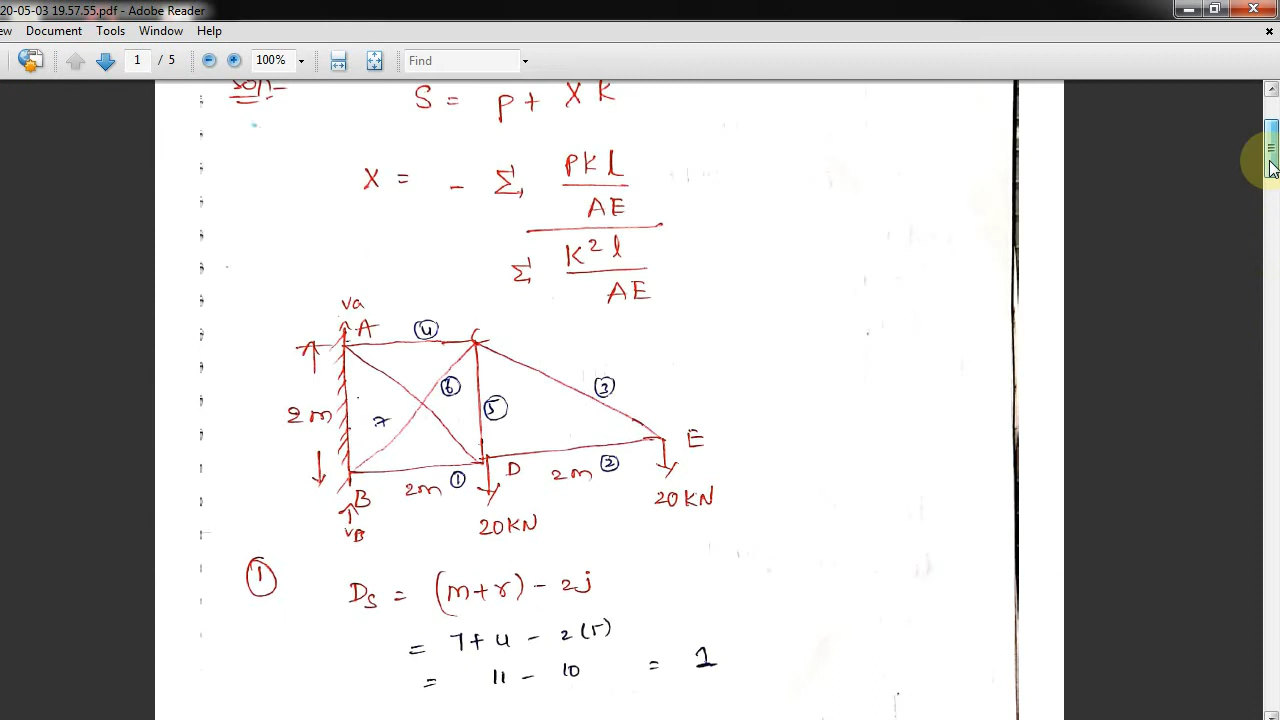 20-05-03 19.57.55.pdf - Adobe Reader
ew Document Tools Window Help
1 / 5 100% Find
Soln:-
S = P + X K
X = - Σ PKl
AE
Σ K²l
AE
Va
A 4 C
6 3
2m 7 5
E
D
B 2m 1 2m 2
VB 20KN 20KN
1 Ds = (m+r) - 2j
= 7+4 - 2(5)
= 11 - 10 = 1